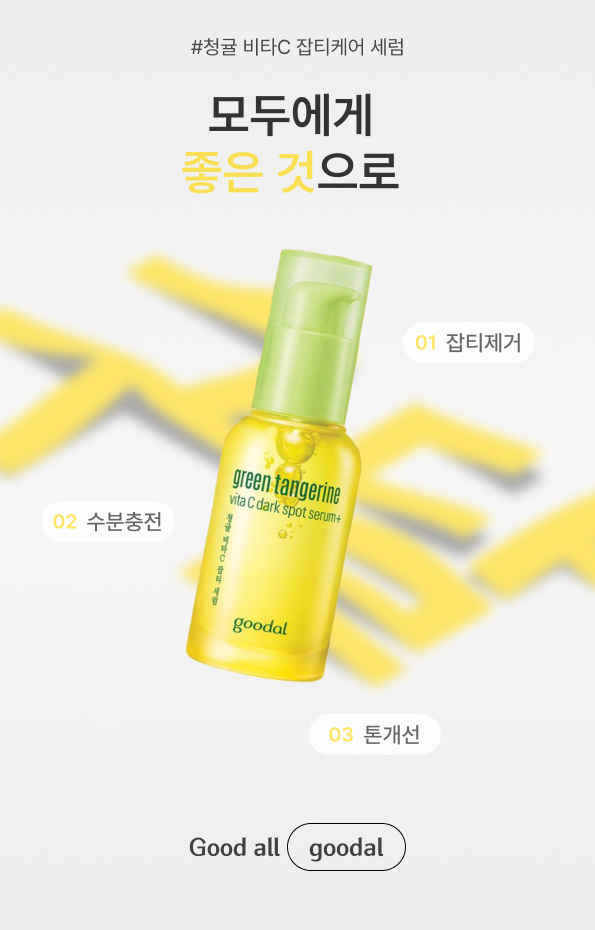 #청귤 비타C 잡티케어 세럼
모두에게
좋은 것으로
01 잡티제거
green tangerine
vita C dark spot serum+
청귤 비타C 잡티 세럼
goodal
02 수분충전
03 톤개선
Good all goodal